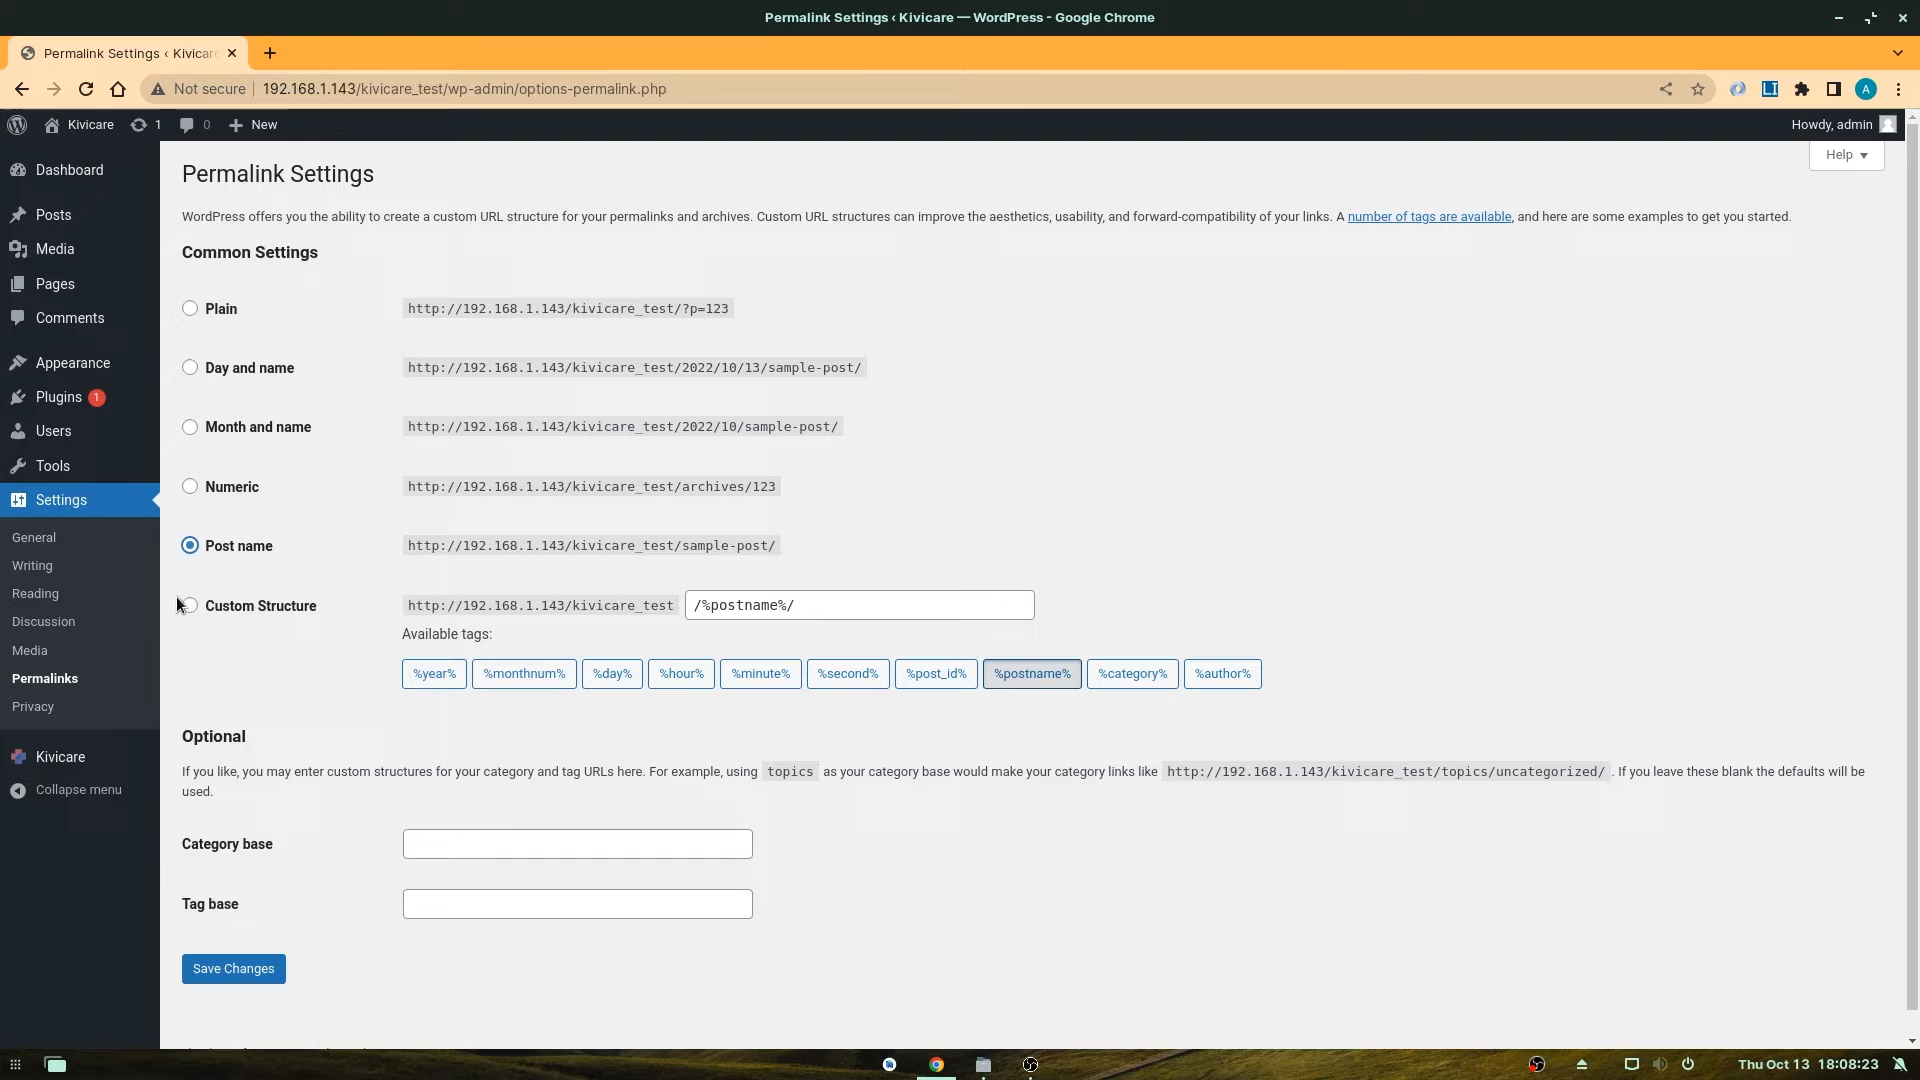 Permalink Settings ‹ Kivicare — WordPress - Google Chrome
Permalink Settings ‹ Kivicare
Not secure 192.168.1.143/kivicare_test/wp-admin/options-permalink.php A
Kivicare 1 0 New Howdy, admin
Help
Dashboard
Posts
Media
Pages
Comments
Appearance
Plugins 1
Users
Tools
Settings
General
Writing
Reading
Discussion
Media
Permalinks
Privacy
Kivicare
Collapse menu
Permalink Settings
WordPress offers you the ability to create a custom URL structure for your permalinks and archives. Custom URL structures can improve the aesthetics, usability, and forward-compatibility of your links. A number of tags are available, and here are some examples to get you started.
Common Settings
Plain http://192.168.1.143/kivicare_test/?p=123
Day and name http://192.168.1.143/kivicare_test/2022/10/13/sample-post/
Month and name http://192.168.1.143/kivicare_test/2022/10/sample-post/
Numeric http://192.168.1.143/kivicare_test/archives/123
Post name http://192.168.1.143/kivicare_test/sample-post/
Custom Structure http://192.168.1.143/kivicare_test /%postname%/
Available tags:
%year% %monthnum% %day% %hour% %minute% %second% %post_id% %postname% %category% %author%
Optional
If you like, you may enter custom structures for your category and tag URLs here. For example, using topics as your category base would make your category links like http://192.168.1.143/kivicare_test/topics/uncategorized/ . If you leave these blank the defaults will be
used.
Category base
Tag base
Save Changes
Thu Oct 13 18:08:23